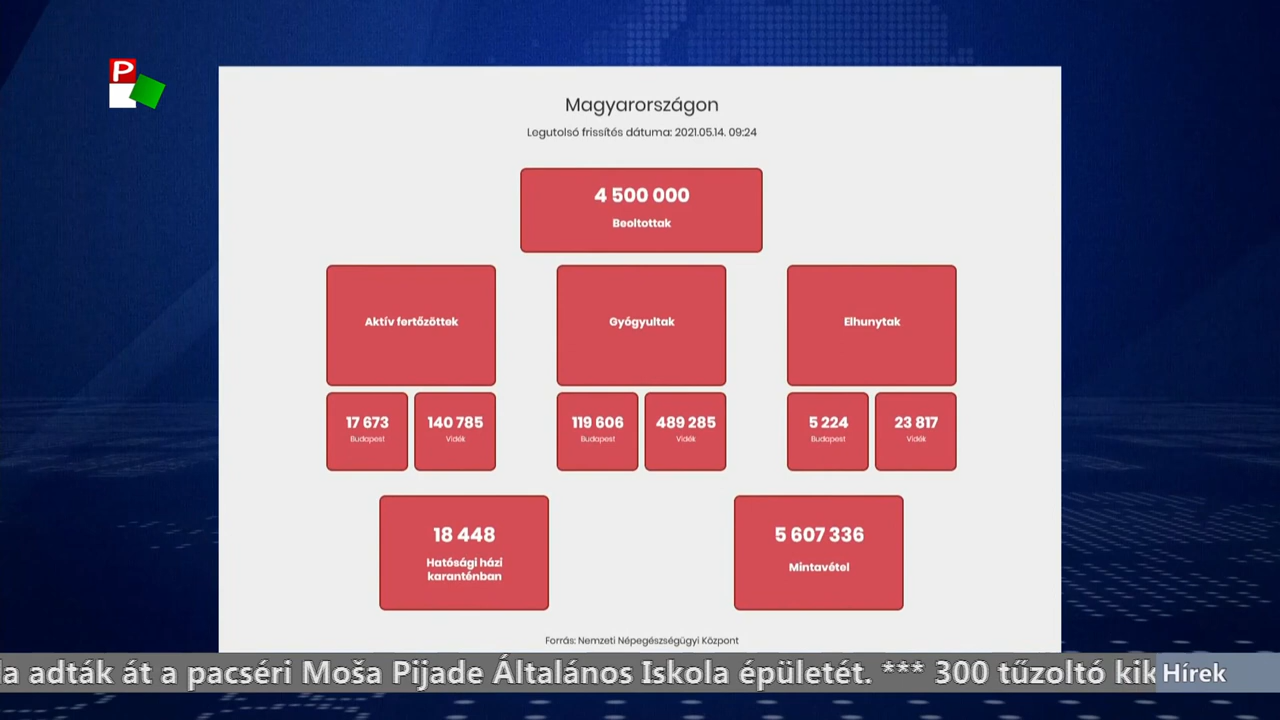 P
Magyarországon
Legutolsó frissítés dátuma: 2021.05.14. 09:24
4 500 000
Beoltottak
Aktív fertőzöttek
Gyógyultak
Elhunytak
17 673
Budapest
140 785
Vidék
119 606
Budapest
489 285
Vidék
5 224
Budapest
23 817
Vidék
18 448
Hatósági házi
karanténban
5 607 336
Mintavétel
Forrás: Nemzeti Népegészségügyi Központ
adták át a pacséri Moša Pijade Általános Iskola épületét. *** 300 tűzoltó kik
Hírek